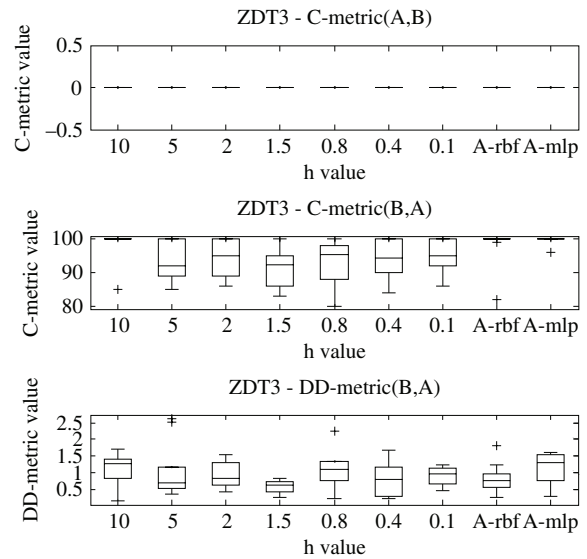 ZDT3 - C-metric(A,B)
C-metric value
0.5
0
−0.5
10 5 2 1.5 0.8 0.4 0.1 A-rbf A-mlp
h value
ZDT3 - C-metric(B,A)
C-metric value
100
90
80
10 5 2 1.5 0.8 0.4 0.1 A-rbf A-mlp
h value
ZDT3 - DD-metric(B,A)
DD-metric value
2.5
1.5
1
0.5
10 5 2 1.5 0.8 0.4 0.1 A-rbf A-mlp
h value